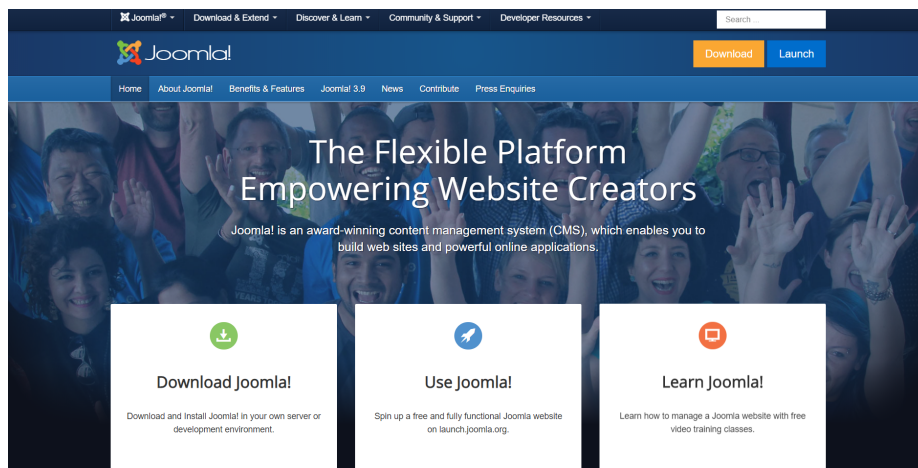 Joomla!® Download & Extend Discover & Learn Community & Support Developer Resources Search ...
Joomla! Download Launch
Home About Joomla! Benefits & Features Joomla! 3.9 News Contribute Press Enquiries
The Flexible Platform
Empowering Website Creators
Joomla! is an award-winning content management system (CMS), which enables you to
build web sites and powerful online applications.
Download Joomla!
Download and Install Joomla! in your own server or
development environment.
Use Joomla!
Spin up a free and fully functional Joomla website
on launch.joomla.org.
Learn Joomla!
Learn how to manage a Joomla website with free
video training classes.